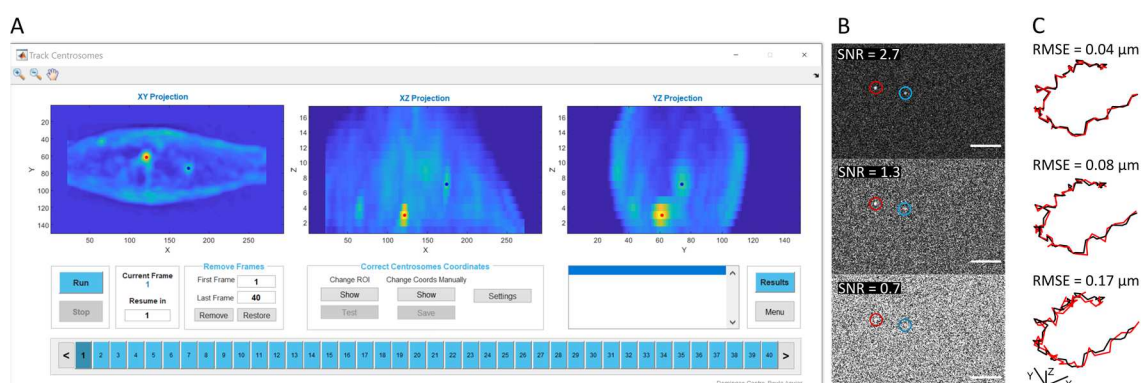 A
B
C
Track Centrosomes
XY Projection
XZ Projection
YZ Projection
20
40
60
80
100
120
140
Y
50 100 150 200 250
X
16
14
12
10
8
6
4
2
Z
50 100 150 200 250
X
16
14
12
10
8
6
4
2
Z
20 40 60 80 100 120 140
Y
Run
Stop
Current Frame
1
Resume in
1
Remove Frames
First Frame 1
Last Frame 40
Remove Restore
Correct Centrosomes Coordinates
Change ROI Change Coords Manually
Show Show Settings
Test Save
Results
Menu
< 1 2 3 4 5 6 7 8 9 10 11 12 13 14 15 16 17 18 19 20 21 22 23 24 25 26 27 28 29 30 31 32 33 34 35 36 37 38 39 40 >
SNR = 2.7
SNR = 1.3
SNR = 0.7
RMSE = 0.04 µm
RMSE = 0.08 µm
RMSE = 0.17 µm
Y Z